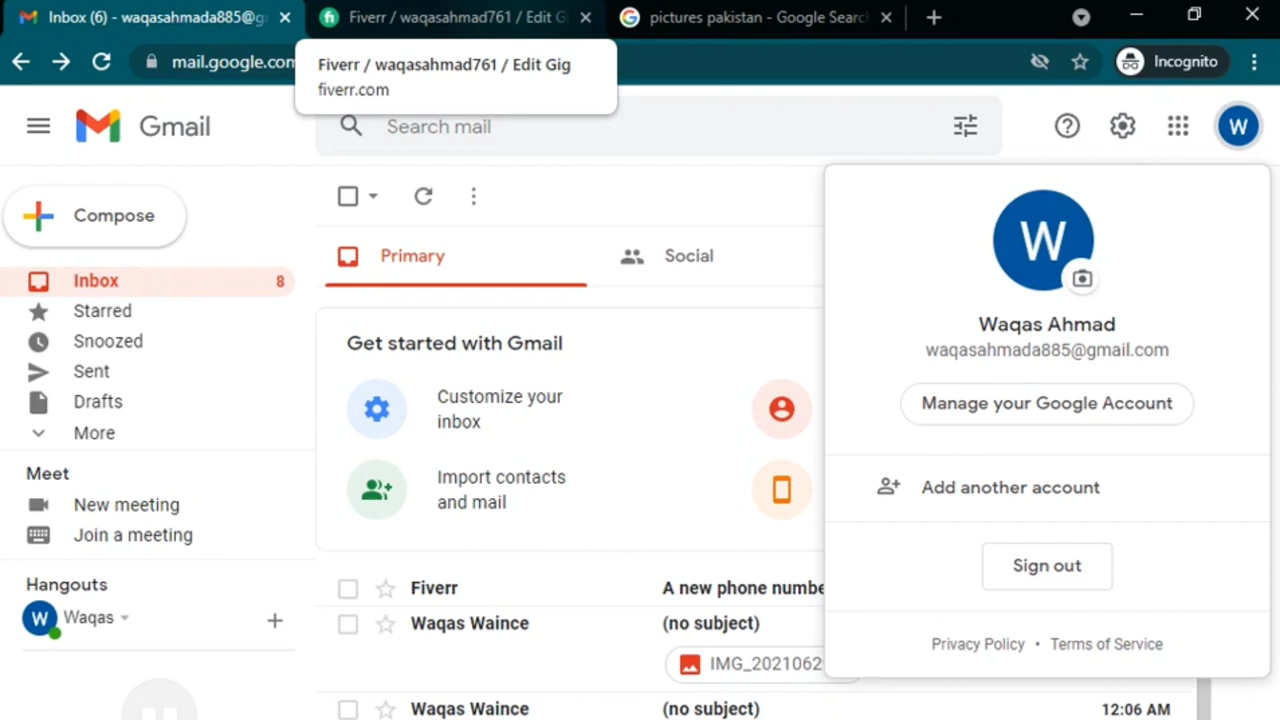 Inbox (6) - waqasahmada885@g
Fiverr / waqasahmad761 / Edit G
pictures pakistan - Google Searc
mail.google.com
Incognito
Fiverr / waqasahmad761 / Edit Gig
fiverr.com
Gmail
Search mail
W
Compose
Primary
Social
W
Inbox 8
Starred
Snoozed
Sent
Drafts
More
Get started with Gmail
Customize your
inbox
Import contacts
and mail
Waqas Ahmad
waqasahmada885@gmail.com
Manage your Google Account
Add another account
Sign out
Privacy Policy • Terms of Service
Meet
New meeting
Join a meeting
Hangouts
W Waqas
Fiverr A new phone numbe
Waqas Waince (no subject)
IMG_2021062
Waqas Waince (no subject) 12:06 AM